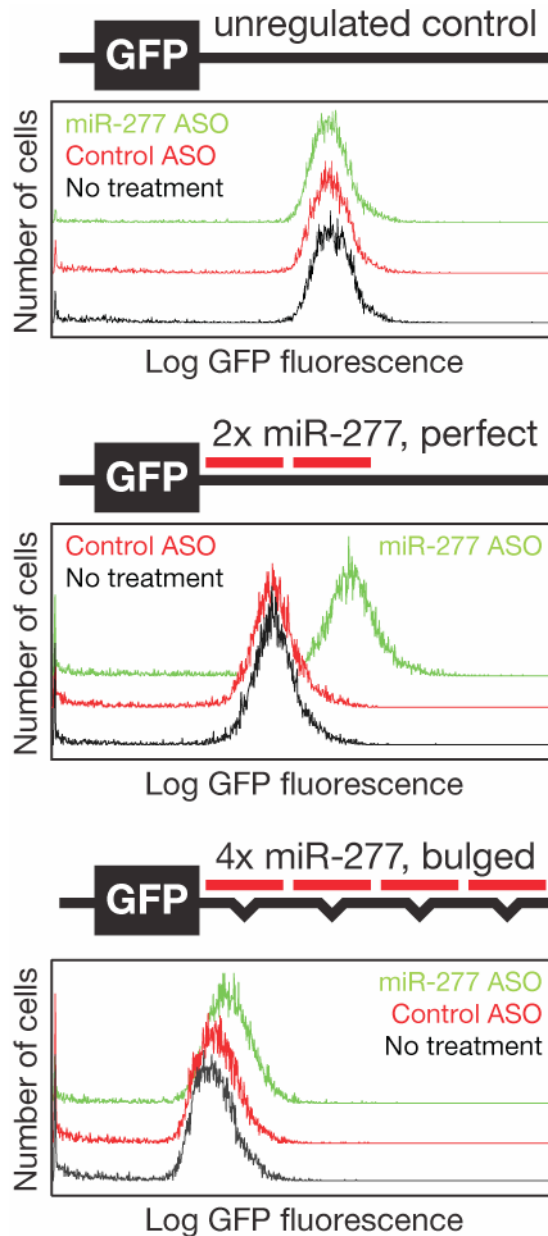 unregulated control
GFP
miR-277 ASO
Control ASO
No treatment
Number of cells
Log GFP fluorescence
2x miR-277, perfect
GFP
Control ASO
miR-277 ASO
No treatment
Number of cells
Log GFP fluorescence
4x miR-277, bulged
GFP
miR-277 ASO
Control ASO
No treatment
Number of cells
Log GFP fluorescence